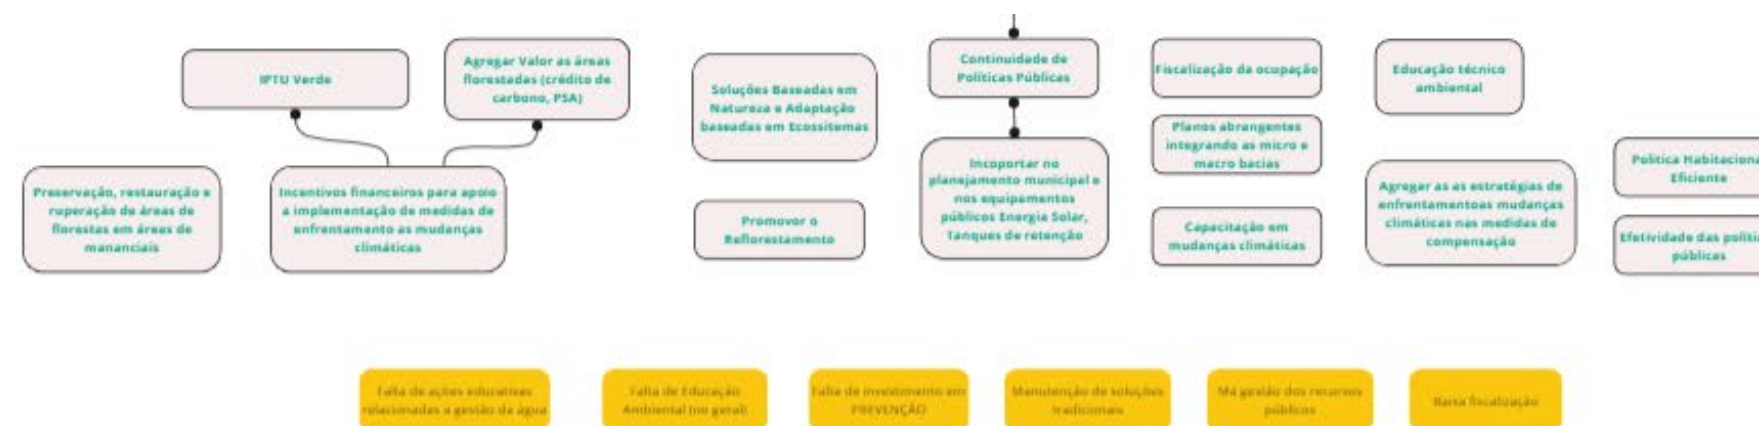 IPTU Verde
Agregar Valor as áreas
florestadas (crédito de
carbono, PSA)
Soluções Baseadas em
Natureza e Adaptação
baseadas em Ecossitemas
Continuidade de
Políticas Públicas
Fiscalização da ocupação
Educação técnico
ambiental
Planos abrangentes
integrando as micro e
macro bacias
Preservação, restauração e
ruperação de áreas de
florestas em áreas de
mananciais
Incentivos financeiros para apoio
a implementação de medidas de
enfrentamento as mudanças
climáticas
Promovor o
Reflorestamento
Incoportar no
planejamento municipal e
nos equipamentos
públicos Energia Solar,
Tanques de retenção
Capacitação em
mudanças climáticas
Agregar as as estratégias de
enfrentamentoas mudanças
climáticas nas medidas de
compensação
Politica Habitaciona
Eficiente
Efetividade das políti
públicas
Falta de ações educativas
relacionadas a gestão da água
Falta de Educação
Ambiental (no geral)
Falta de investimento em
PREVENÇÃO
Manutenção de soluções
tradicionais
Má gestão dos recursos
públicos
Baixa fiscalização